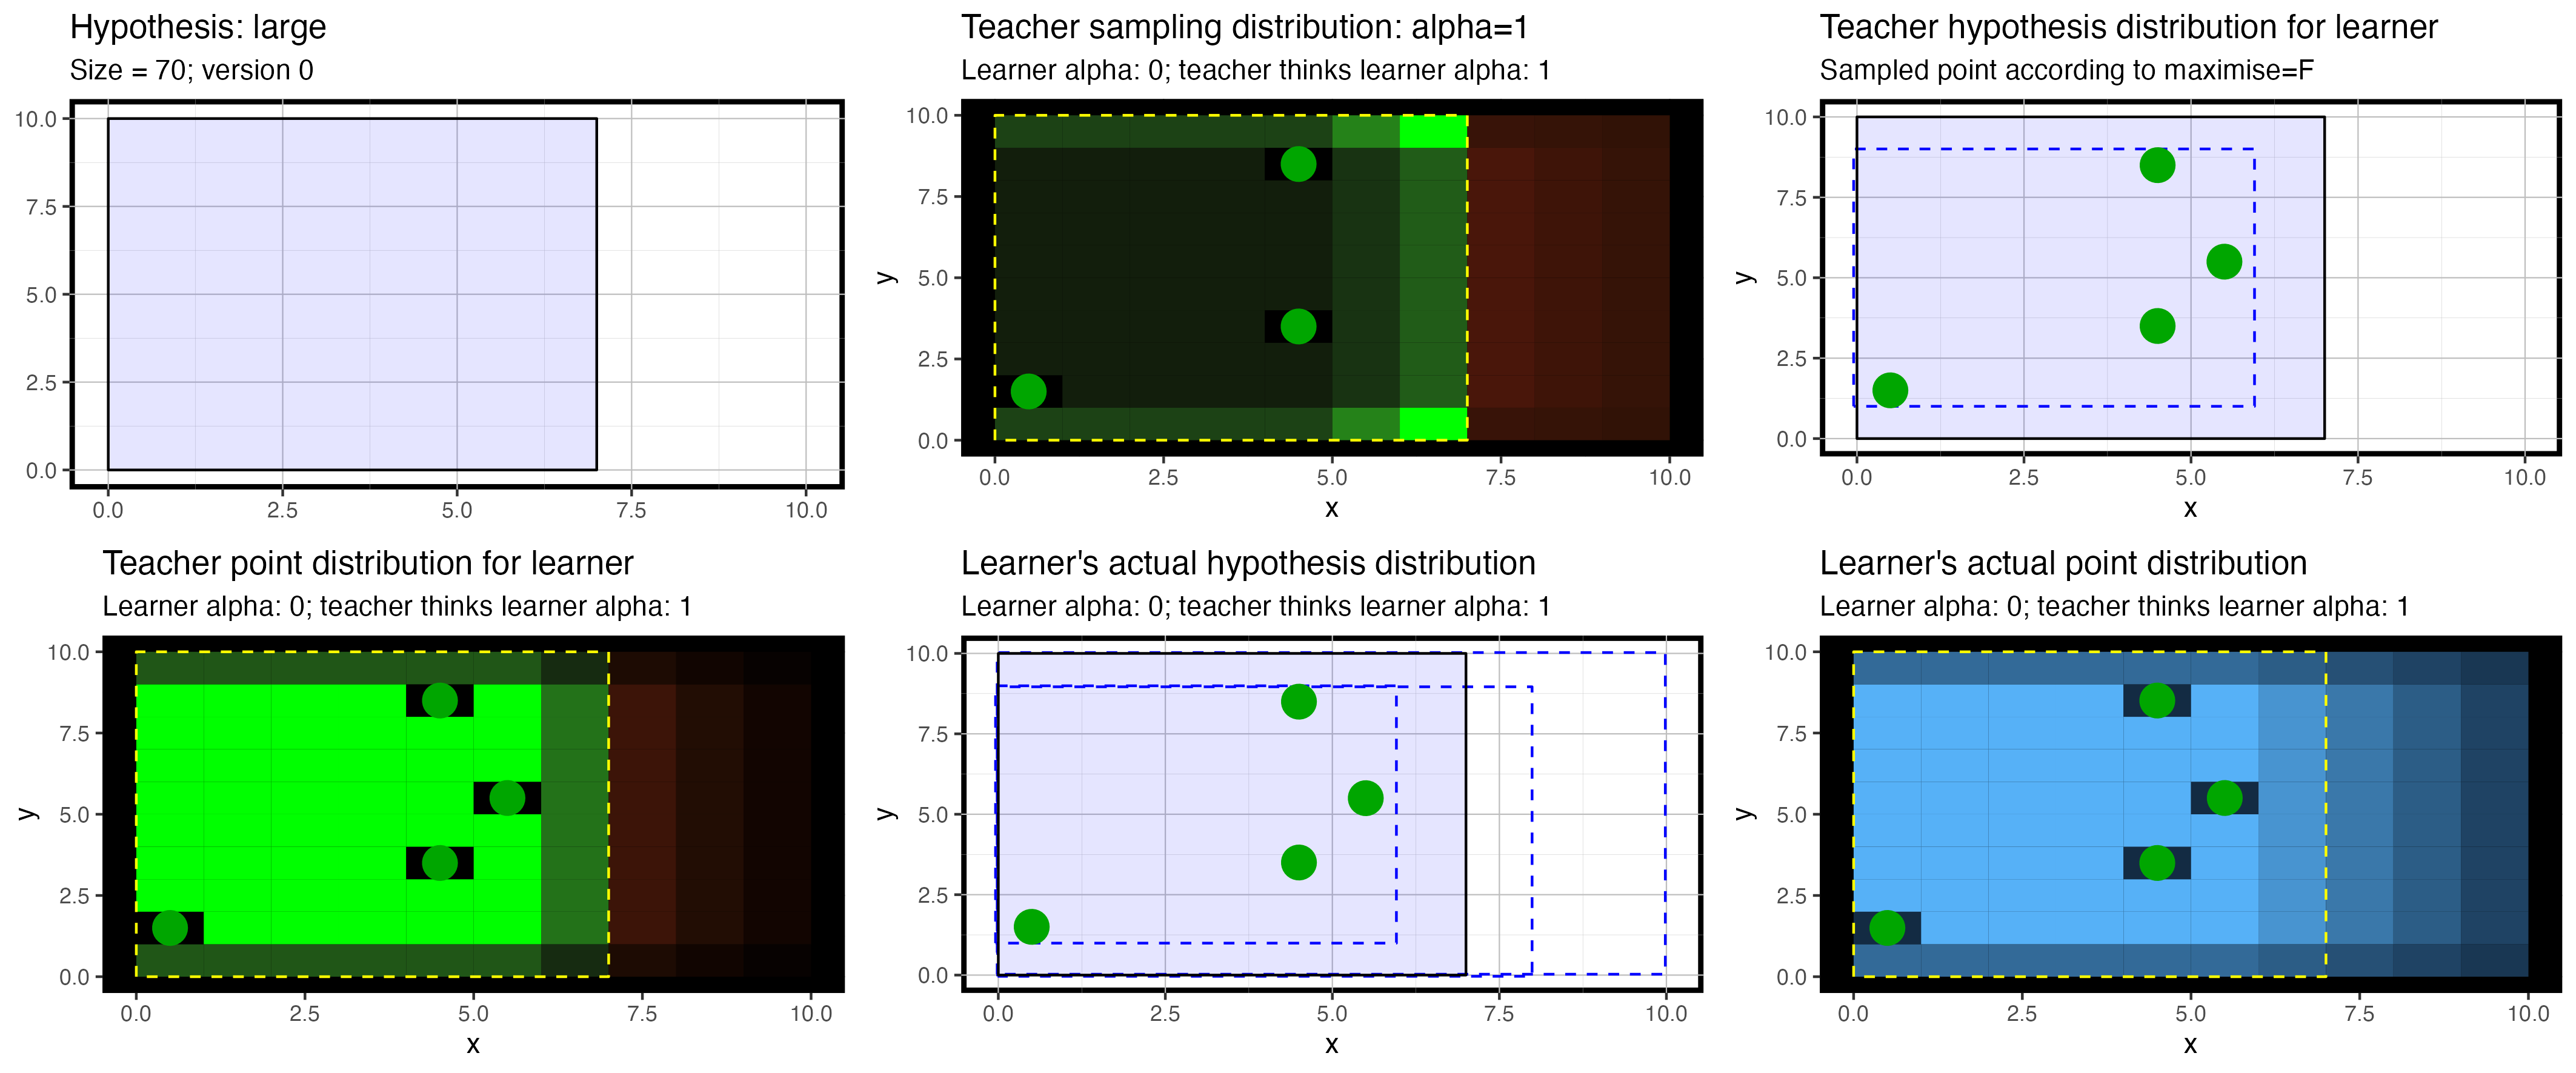 Hypothesis: large
Size = 70; version 0
10.0
7.5
5.0
2.5
0.0
0.0 2.5 5.0 7.5 10.0
Teacher sampling distribution: alpha=1
Learner alpha: 0; teacher thinks learner alpha: 1
10.0
7.5
5.0
2.5
0.0
y
0.0 2.5 5.0 7.5 10.0
x
Teacher hypothesis distribution for learner
Sampled point according to maximise=F
10.0
7.5
5.0
2.5
0.0
y
0.0 2.5 5.0 7.5 10.0
x
Teacher point distribution for learner
Learner alpha: 0; teacher thinks learner alpha: 1
10.0
7.5
5.0
2.5
0.0
y
0.0 2.5 5.0 7.5 10.0
x
Learner's actual hypothesis distribution
Learner alpha: 0; teacher thinks learner alpha: 1
10.0
7.5
5.0
2.5
0.0
y
0.0 2.5 5.0 7.5 10.0
x
Learner's actual point distribution
Learner alpha: 0; teacher thinks learner alpha: 1
10.0
7.5
5.0
2.5
0.0
y
0.0 2.5 5.0 7.5 10.0
x